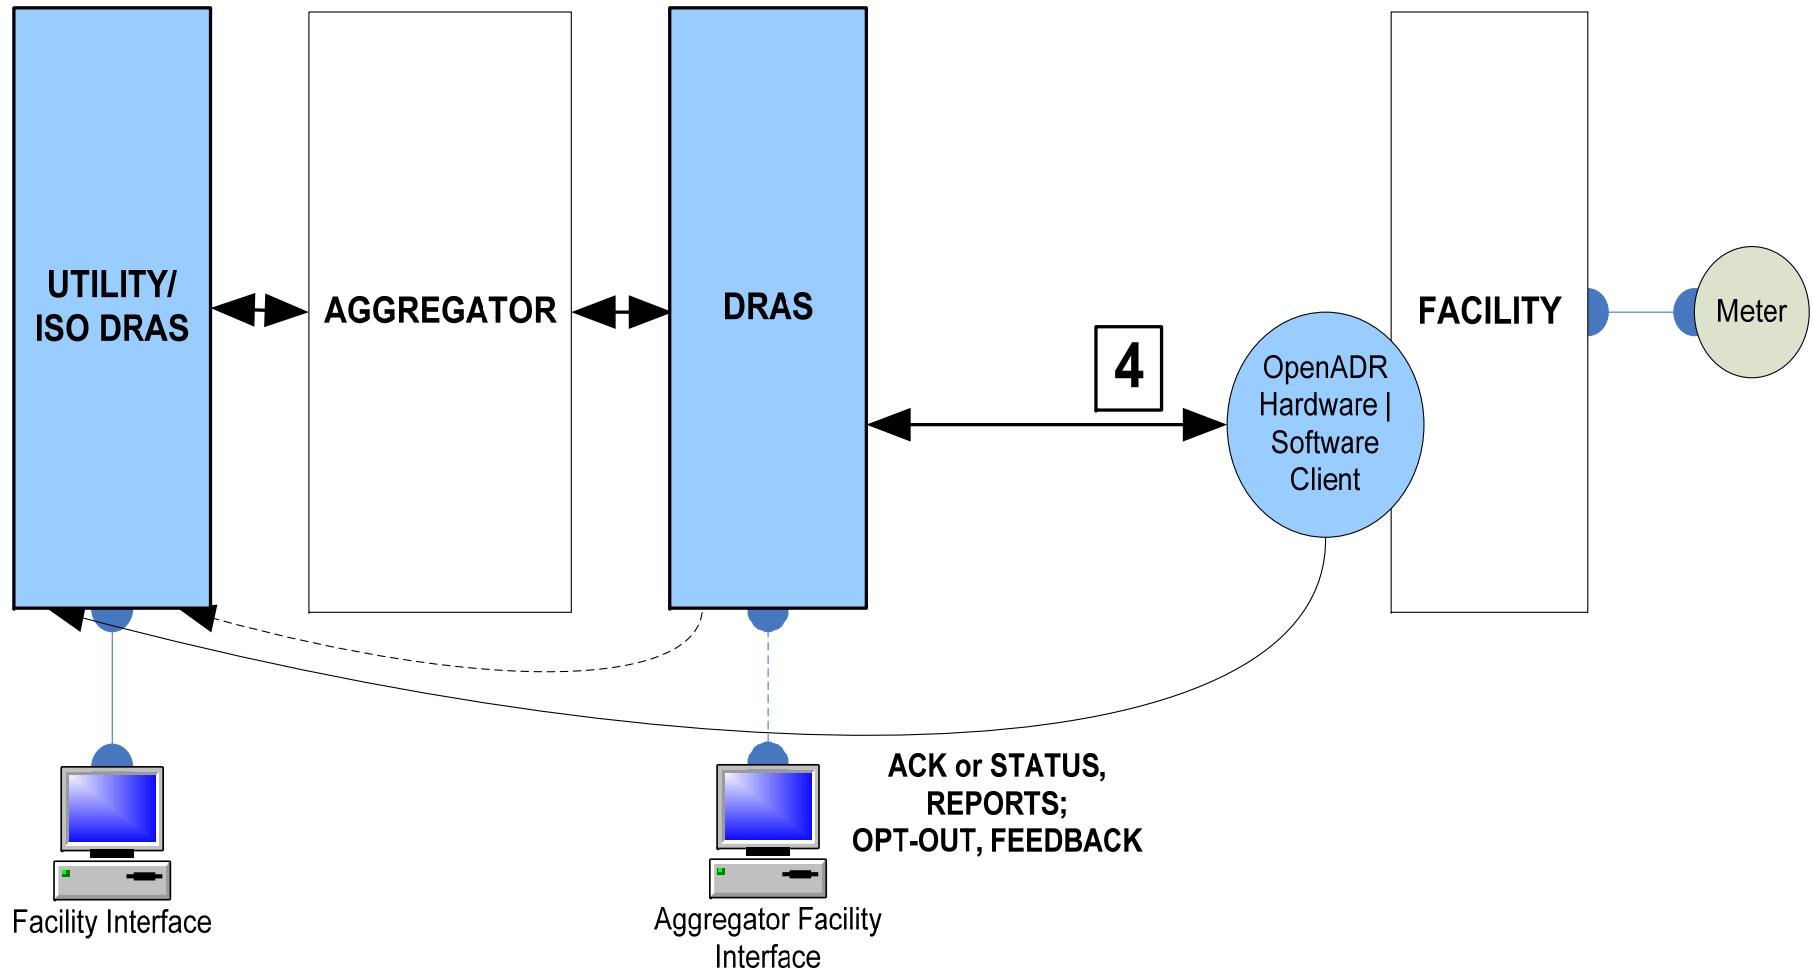 UTILITY/
ISO DRAS
AGGREGATOR
DRAS
4
OpenADR
Hardware |
Software
Client
FACILITY
Meter
ACK or STATUS,
REPORTS;
OPT-OUT, FEEDBACK
Facility Interface
Aggregator Facility
Interface